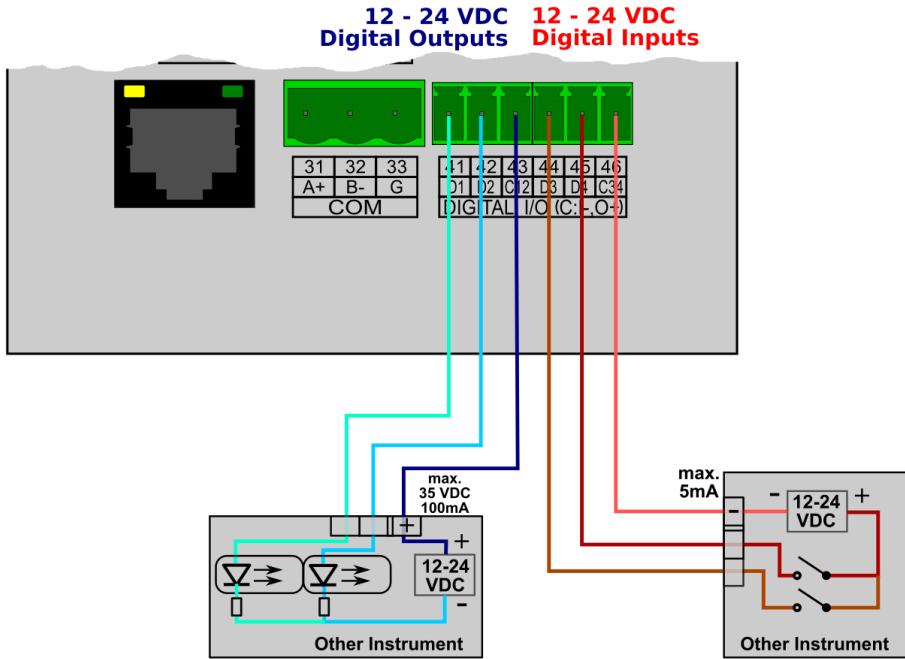 12 - 24 VDC
Digital Outputs
12 - 24 VDC
Digital Inputs
31 32 33
A+ B- G
COM
41 42 43 44 45 46
D1 D2 C12 D3 D4 C34
DIGITAL I/O (C:-,O+)
max.
35 VDC
100mA
+
+
12-24
VDC
-
Other Instrument
max.
5mA
-
-
12-24
VDC
+
Other Instrument